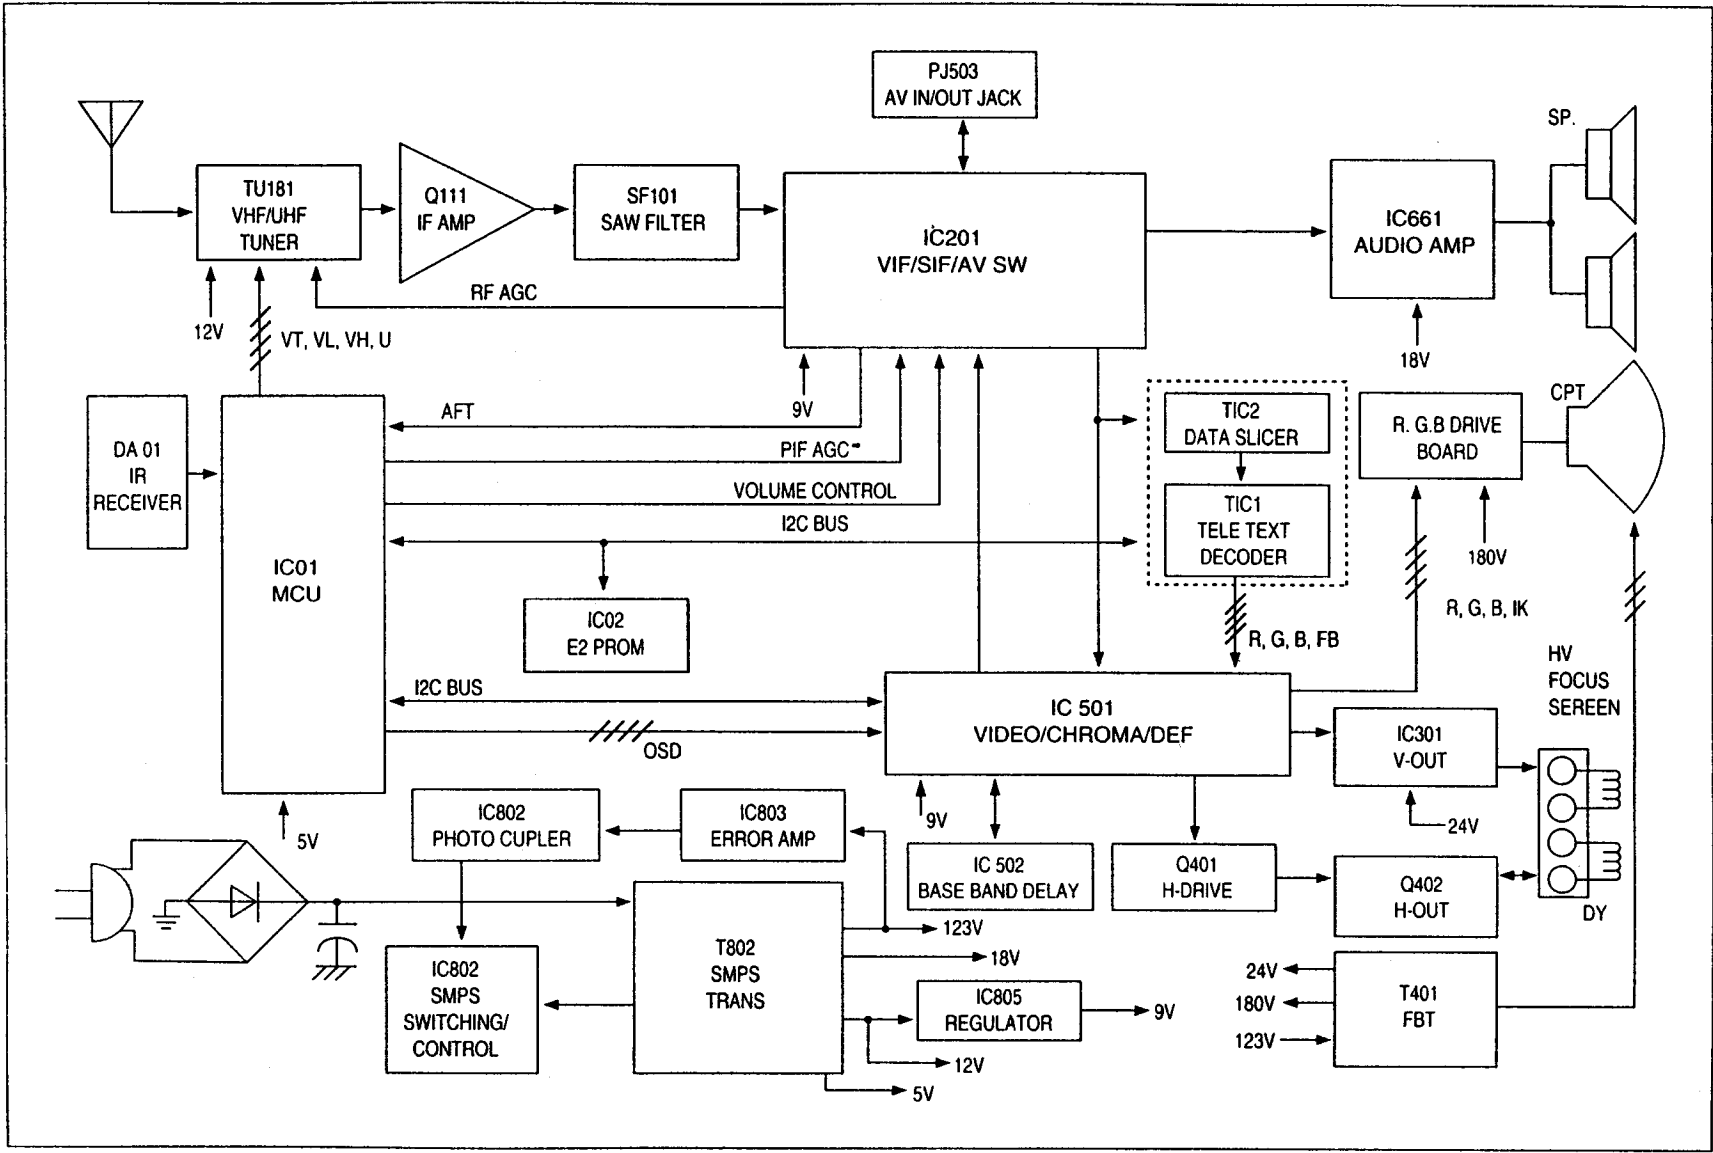 PJ503
AV IN/OUT JACK
SP.
TU181
VHF/UHF
TUNER
Q111
IF AMP
SF101
SAW FILTER
IC201
VIF/SIF/AV SW
IC661
AUDIO AMP
RF AGC
12V
VT, VL, VH, U
18V
9V
AFT
PIF AGC
VOLUME CONTROL
I2C BUS
DA 01
IR
RECEIVER
IC01
MCU
TIC2
DATA SLICER
TIC1
TELE TEXT
DECODER
R. G.B DRIVE
BOARD
CPT
180V
IC02
E2 PROM
R, G, B, FB
R, G, B, IK
HV
FOCUS
SEREEN
I2C BUS
OSD
IC 501
VIDEO/CHROMA/DEF
IC301
V-OUT
24V
5V
IC802
PHOTO CUPLER
IC803
ERROR AMP
9V
IC 502
BASE BAND DELAY
Q401
H-DRIVE
Q402
H-OUT
DY
IC802
SMPS
SWITCHING/
CONTROL
T802
SMPS
TRANS
123V
18V
IC805
REGULATOR
9V
12V
5V
24V
180V
123V
T401
FBT